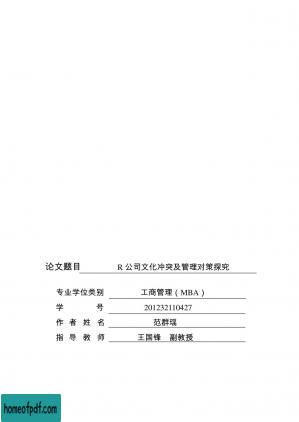 论文题目 R 公司文化冲突及管理对策探究
专业学位类别 工商管理（MBA）
学 号 201232110427
作 者 姓 名 范群瑶
指 导 教 师 王国锋 副教授
homeofpdf.com